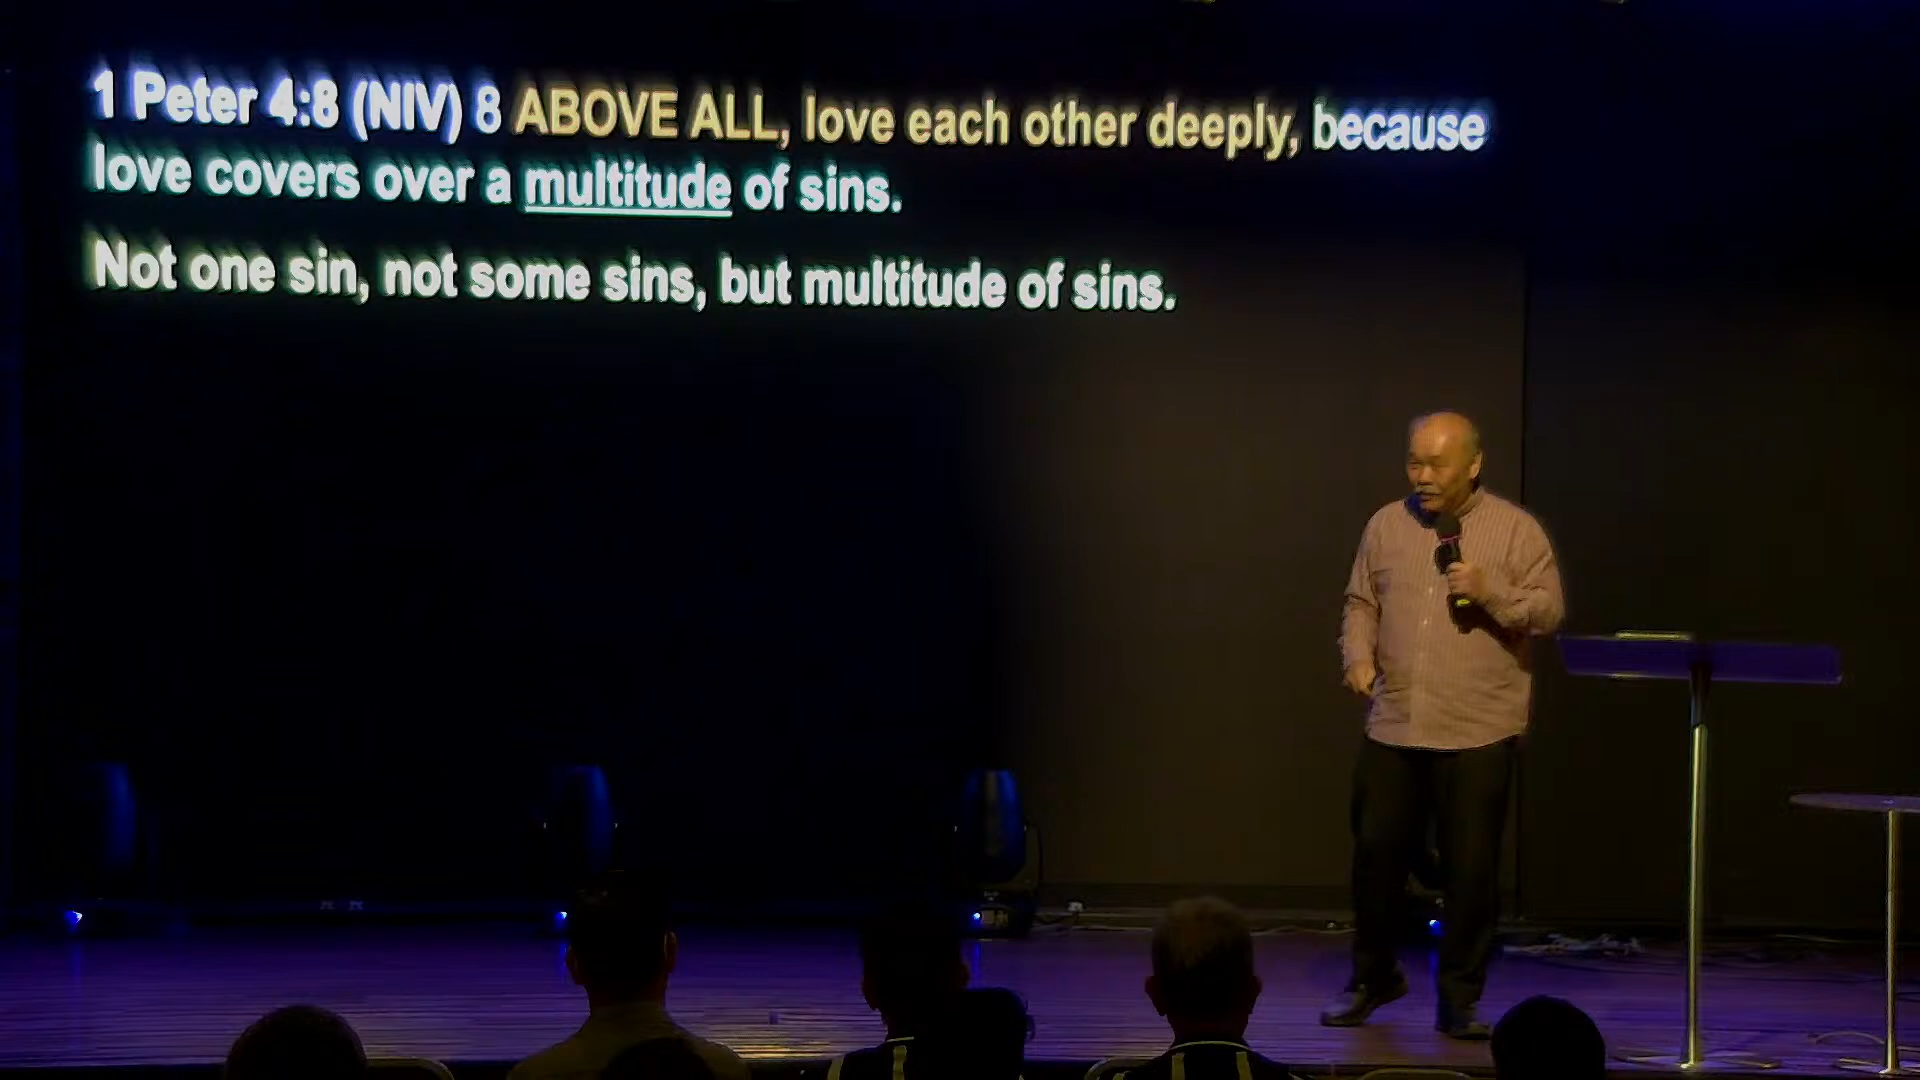 1 Peter 4:8 (NIV) 8 ABOVE ALL, love each other deeply, because
love covers over a multitude of sins.
Not one sin, not some sins, but multitude of sins.